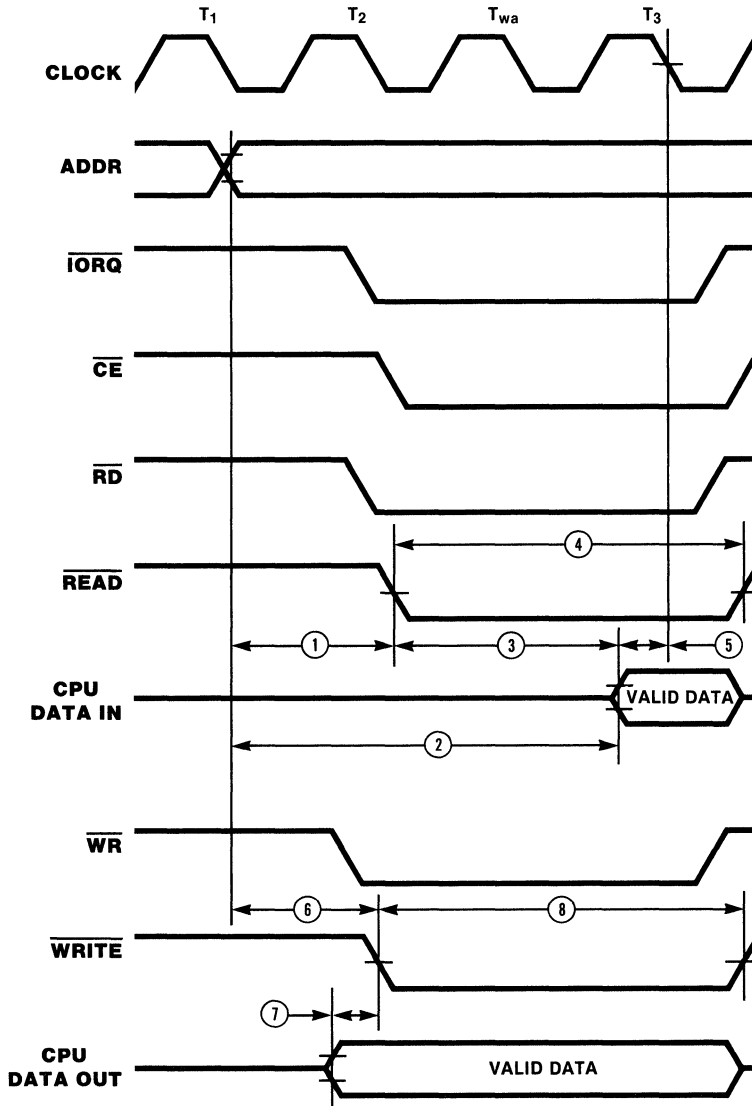 T1 T2 Twa T3
CLOCK
ADDR
IORQ
CE
RD
4
READ
1 3 5
CPU
DATA IN
VALID DATA
2
WR
6 8
WRITE
7
CPU
DATA OUT
VALID DATA